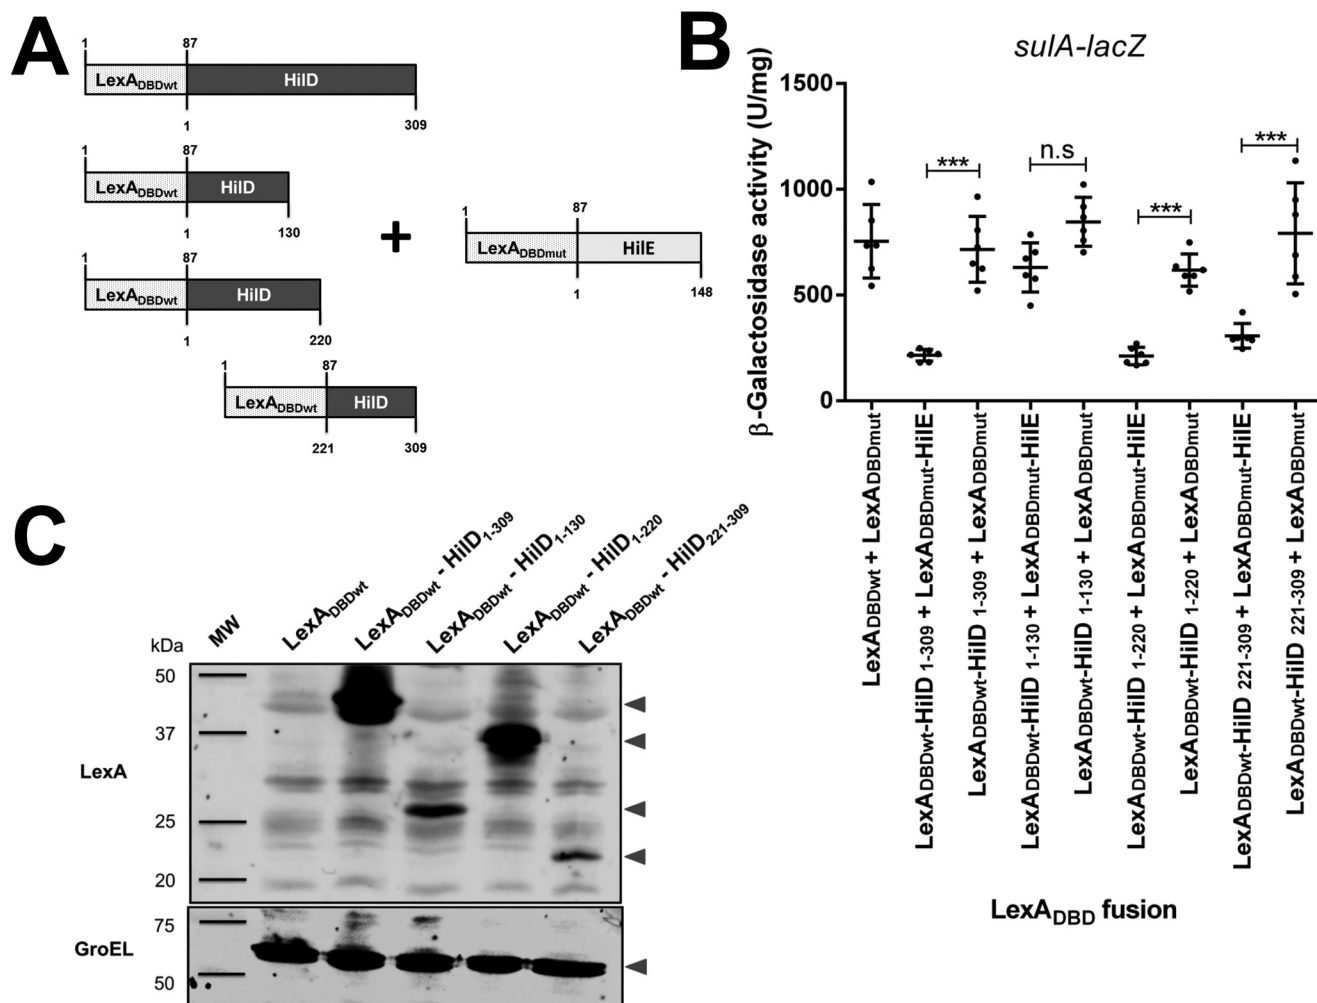 A
1 87
LexADBDwt HilD
1 309
1 87
LexADBDwt HilD
1 130
1 87
LexADBDwt HilD
1 220
1 87
LexADBDwt HilD
221 309
+
1 87
LexADBDmut HilE
1 148
B
sulA-lacZ
β-Galactosidase activity (U/mg)
1500
1000
500
0
***
n.s
***
***
LexADBDwt + LexADBDmut
LexADBDwt-HilD 1-309 + LexADBDmut-HilE
LexADBDwt-HilD 1-309 + LexADBDmut
LexADBDwt-HilD 1-130 + LexADBDmut-HilE
LexADBDwt-HilD 1-130 + LexADBDmut
LexADBDwt-HilD 1-220 + LexADBDmut-HilE
LexADBDwt-HilD 1-220 + LexADBDmut
LexADBDwt-HilD 221-309 + LexADBDmut-HilE
LexADBDwt-HilD 221-309 + LexADBDmut
LexADBD fusion
C
kDa
MW
LexADBDwt
LexADBDwt - HilD1-309
LexADBDwt - HilD1-130
LexADBDwt - HilD1-220
LexADBDwt - HilD221-309
50
37
LexA
25
20
75
GroEL
50